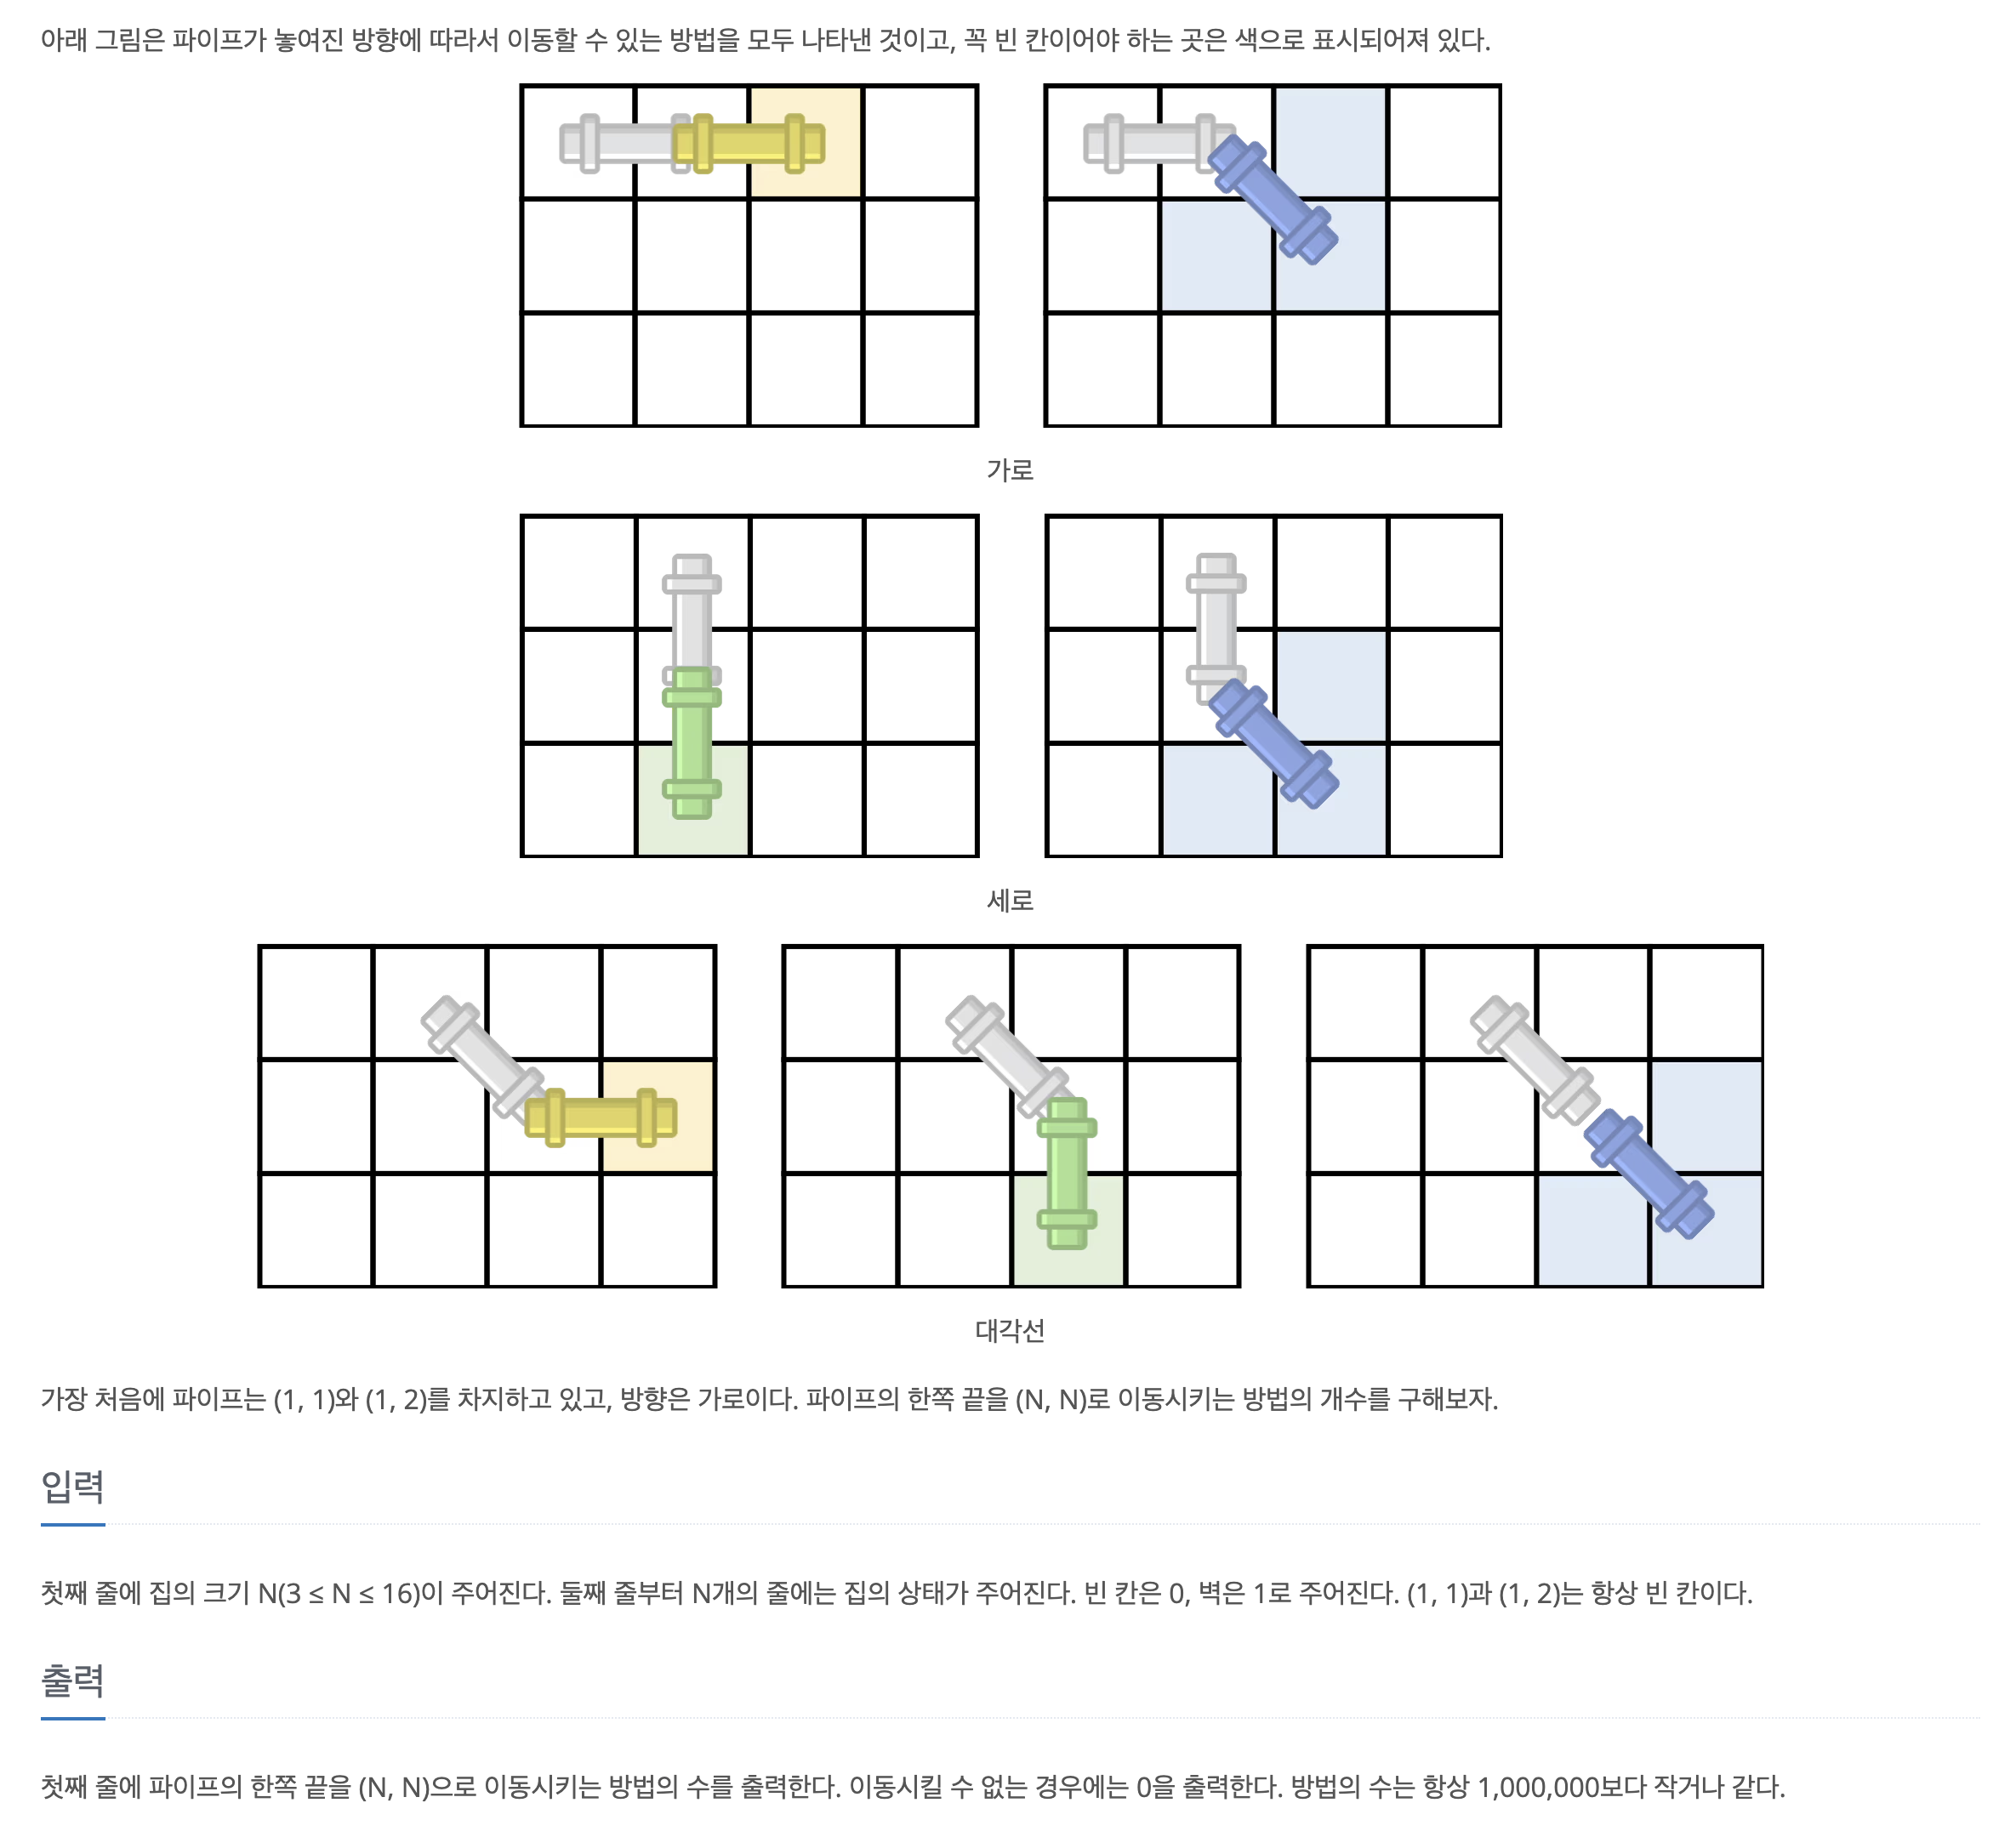 아래 그림은 파이프가 놓여진 방향에 따라서 이동할 수 있는 방법을 모두 나타낸 것이고, 꼭 빈 칸이어야 하는 곳은 색으로 표시되어져 있다.
가로
세로
대각선
가장 처음에 파이프는 (1, 1)와 (1, 2)를 차지하고 있고, 방향은 가로이다. 파이프의 한쪽 끝을 (N, N)로 이동시키는 방법의 개수를 구해보자.
입력
첫째 줄에 집의 크기 N(3 ≤ N ≤ 16)이 주어진다. 둘째 줄부터 N개의 줄에는 집의 상태가 주어진다. 빈 칸은 0, 벽은 1로 주어진다. (1, 1)과 (1, 2)는 항상 빈 칸이다.
출력
첫째 줄에 파이프의 한쪽 끝을 (N, N)으로 이동시키는 방법의 수를 출력한다. 이동시킬 수 없는 경우에는 0을 출력한다. 방법의 수는 항상 1,000,000보다 작거나 같다.